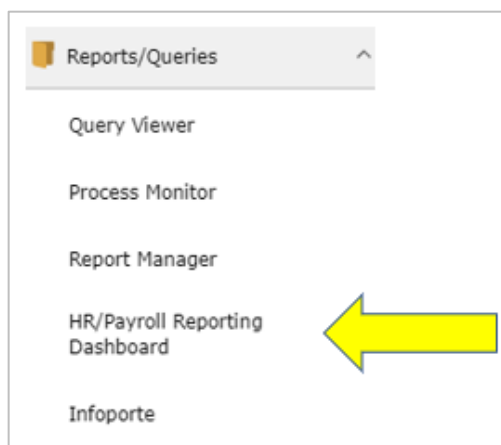 Reports/Queries
Query Viewer
Process Monitor
Report Manager
HR/Payroll Reporting
Dashboard
Infoporte